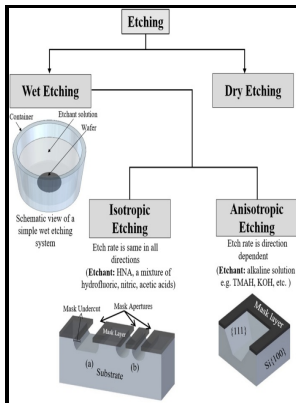 Etching
Wet Etching
Dry Etching
Etchant solution
Container
Wafer
Schematic view of a
simple wet etching
system
Isotropic
Etching
Etch rate is same in all
directions
(Etchant: HNA, a mixture of
hydrofluoric, nitric, acetic acids)
Anisotropic
Etching
Etch rate is direction
dependent
(Etchant: alkaline solution
e.g. TMAH, KOH, etc. )
Mask Undercut
Mask Apertures
Mask Layer
(a)
(b)
Substrate
Mask layer
{111}
Si{100}